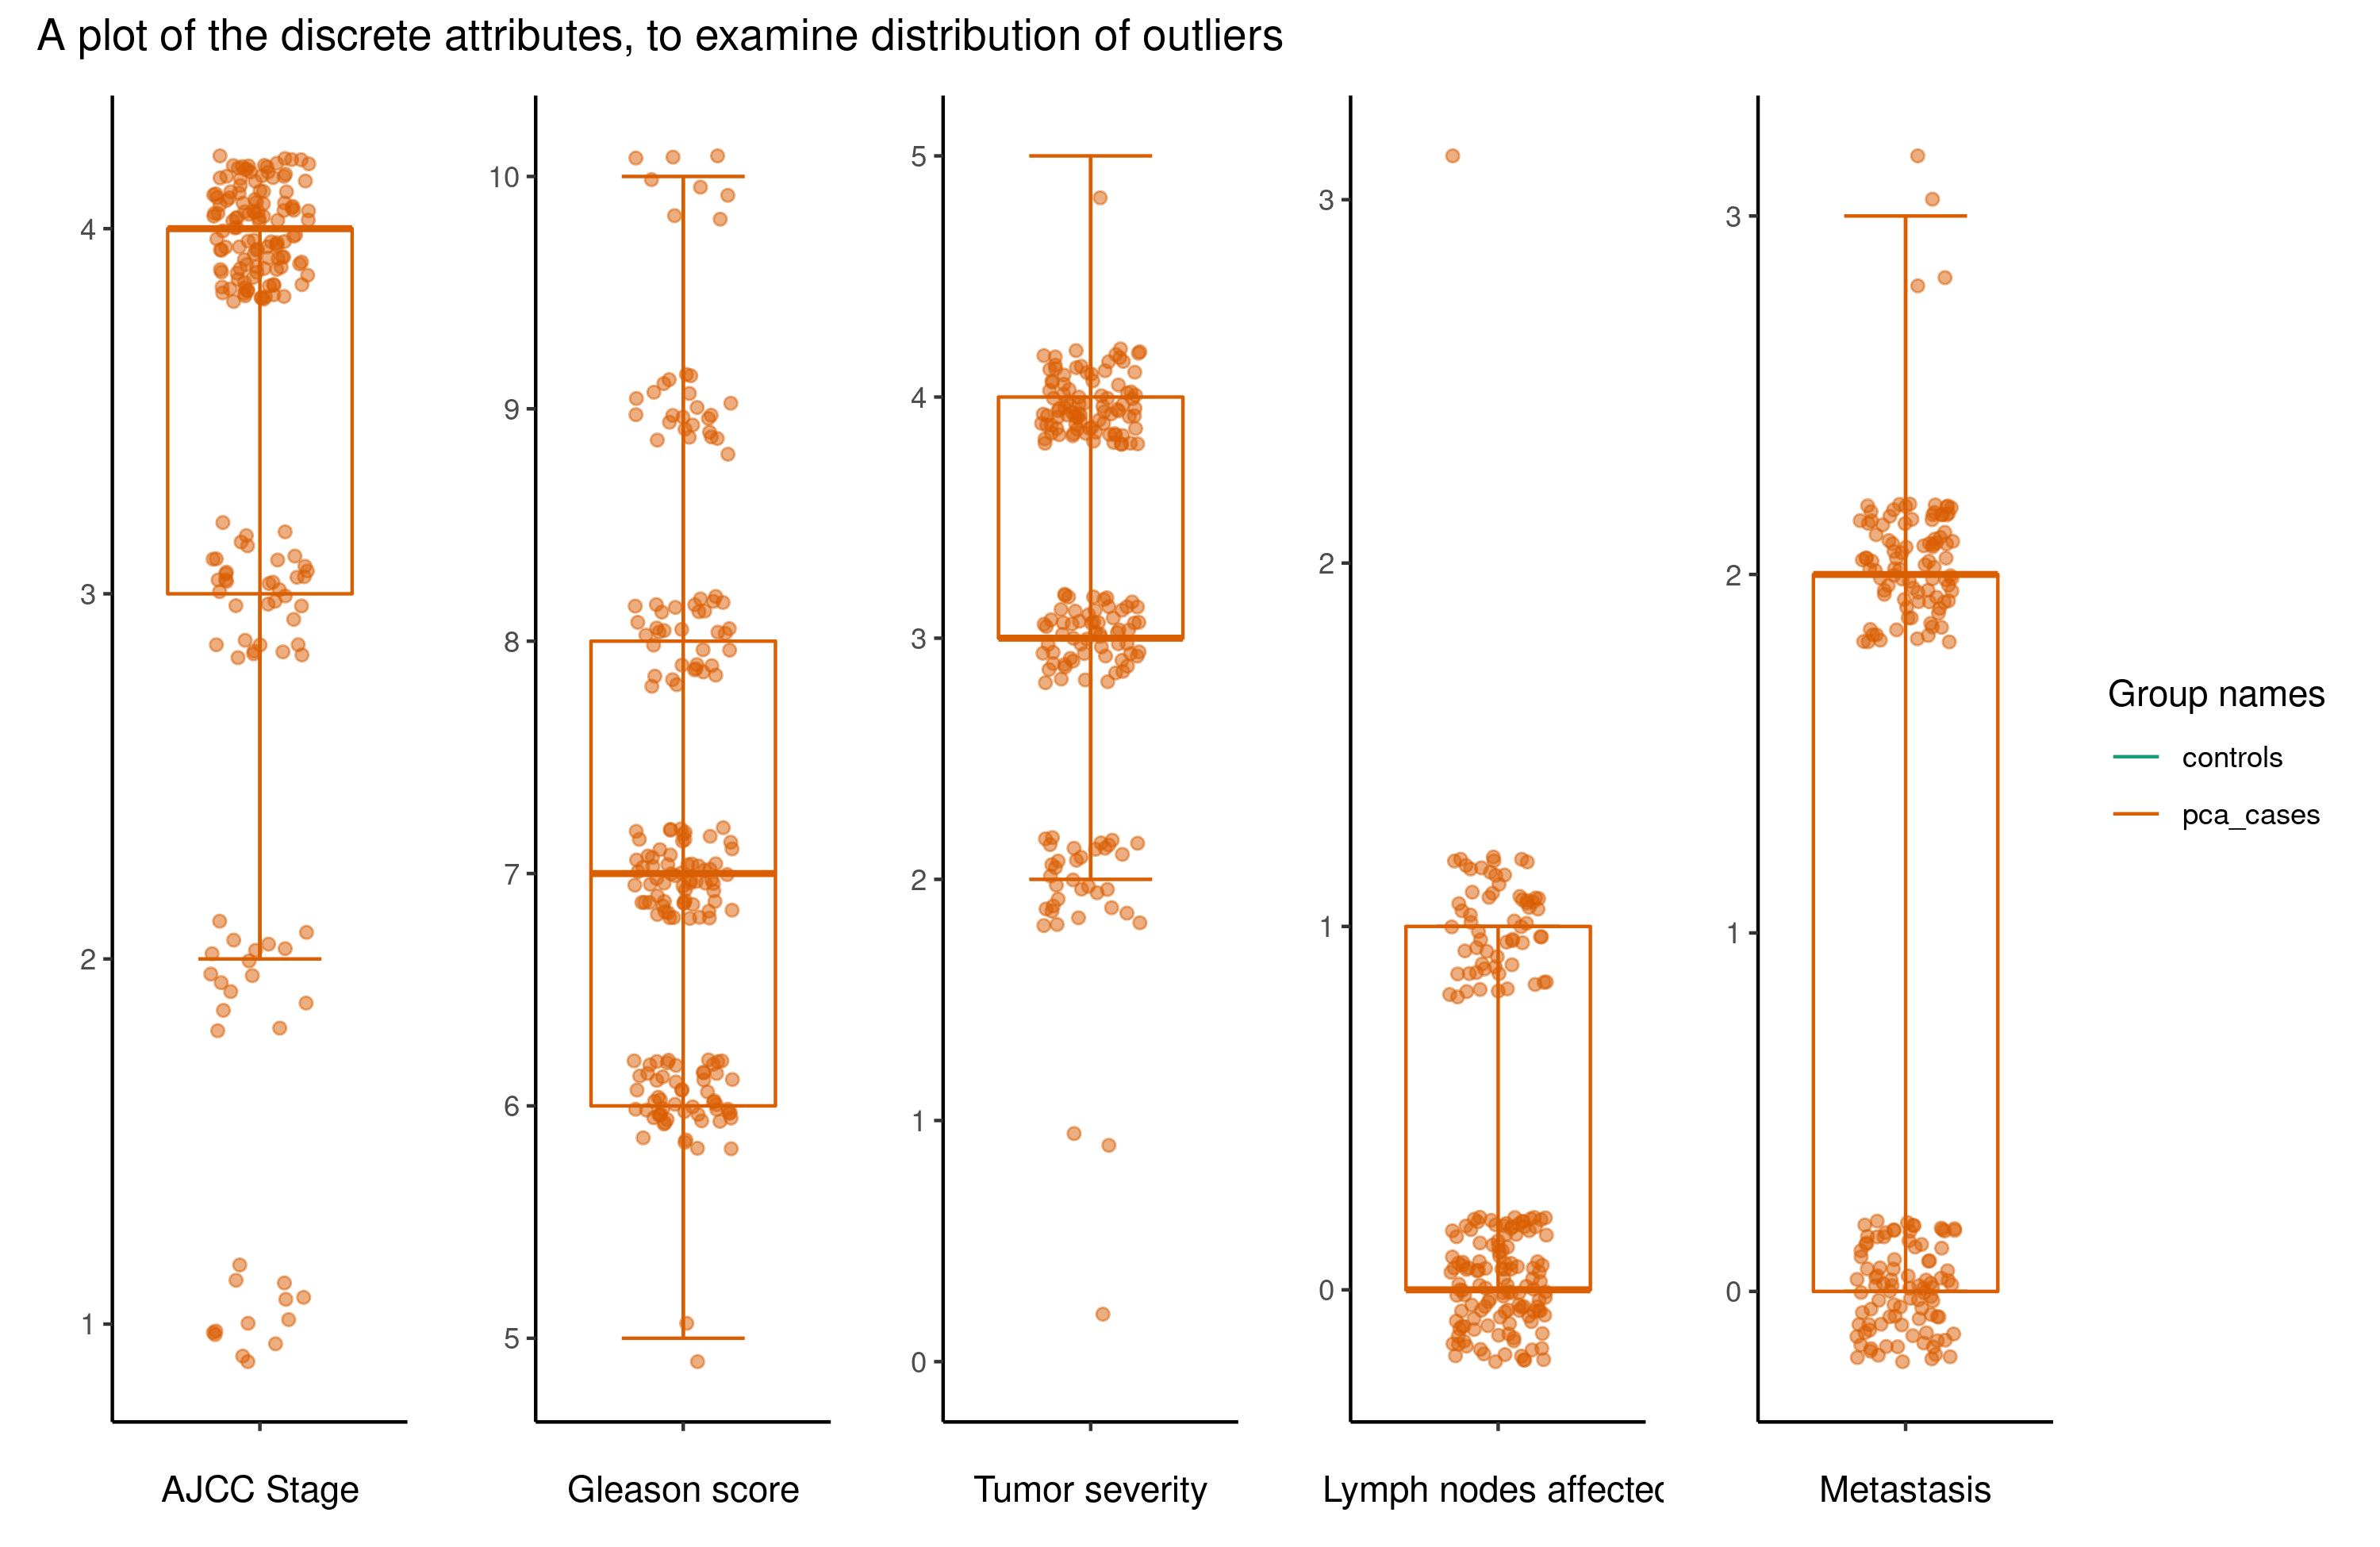 A plot of the discrete attributes, to examine distribution of outliers
4
3
2
1
AJCC Stage
10
9
8
7
6
5
Gleason score
5
4
3
2
1
0
Tumor severity
3
2
1
0
Lymph nodes affected
3
2
1
0
Metastasis
Group names
controls
pca_cases